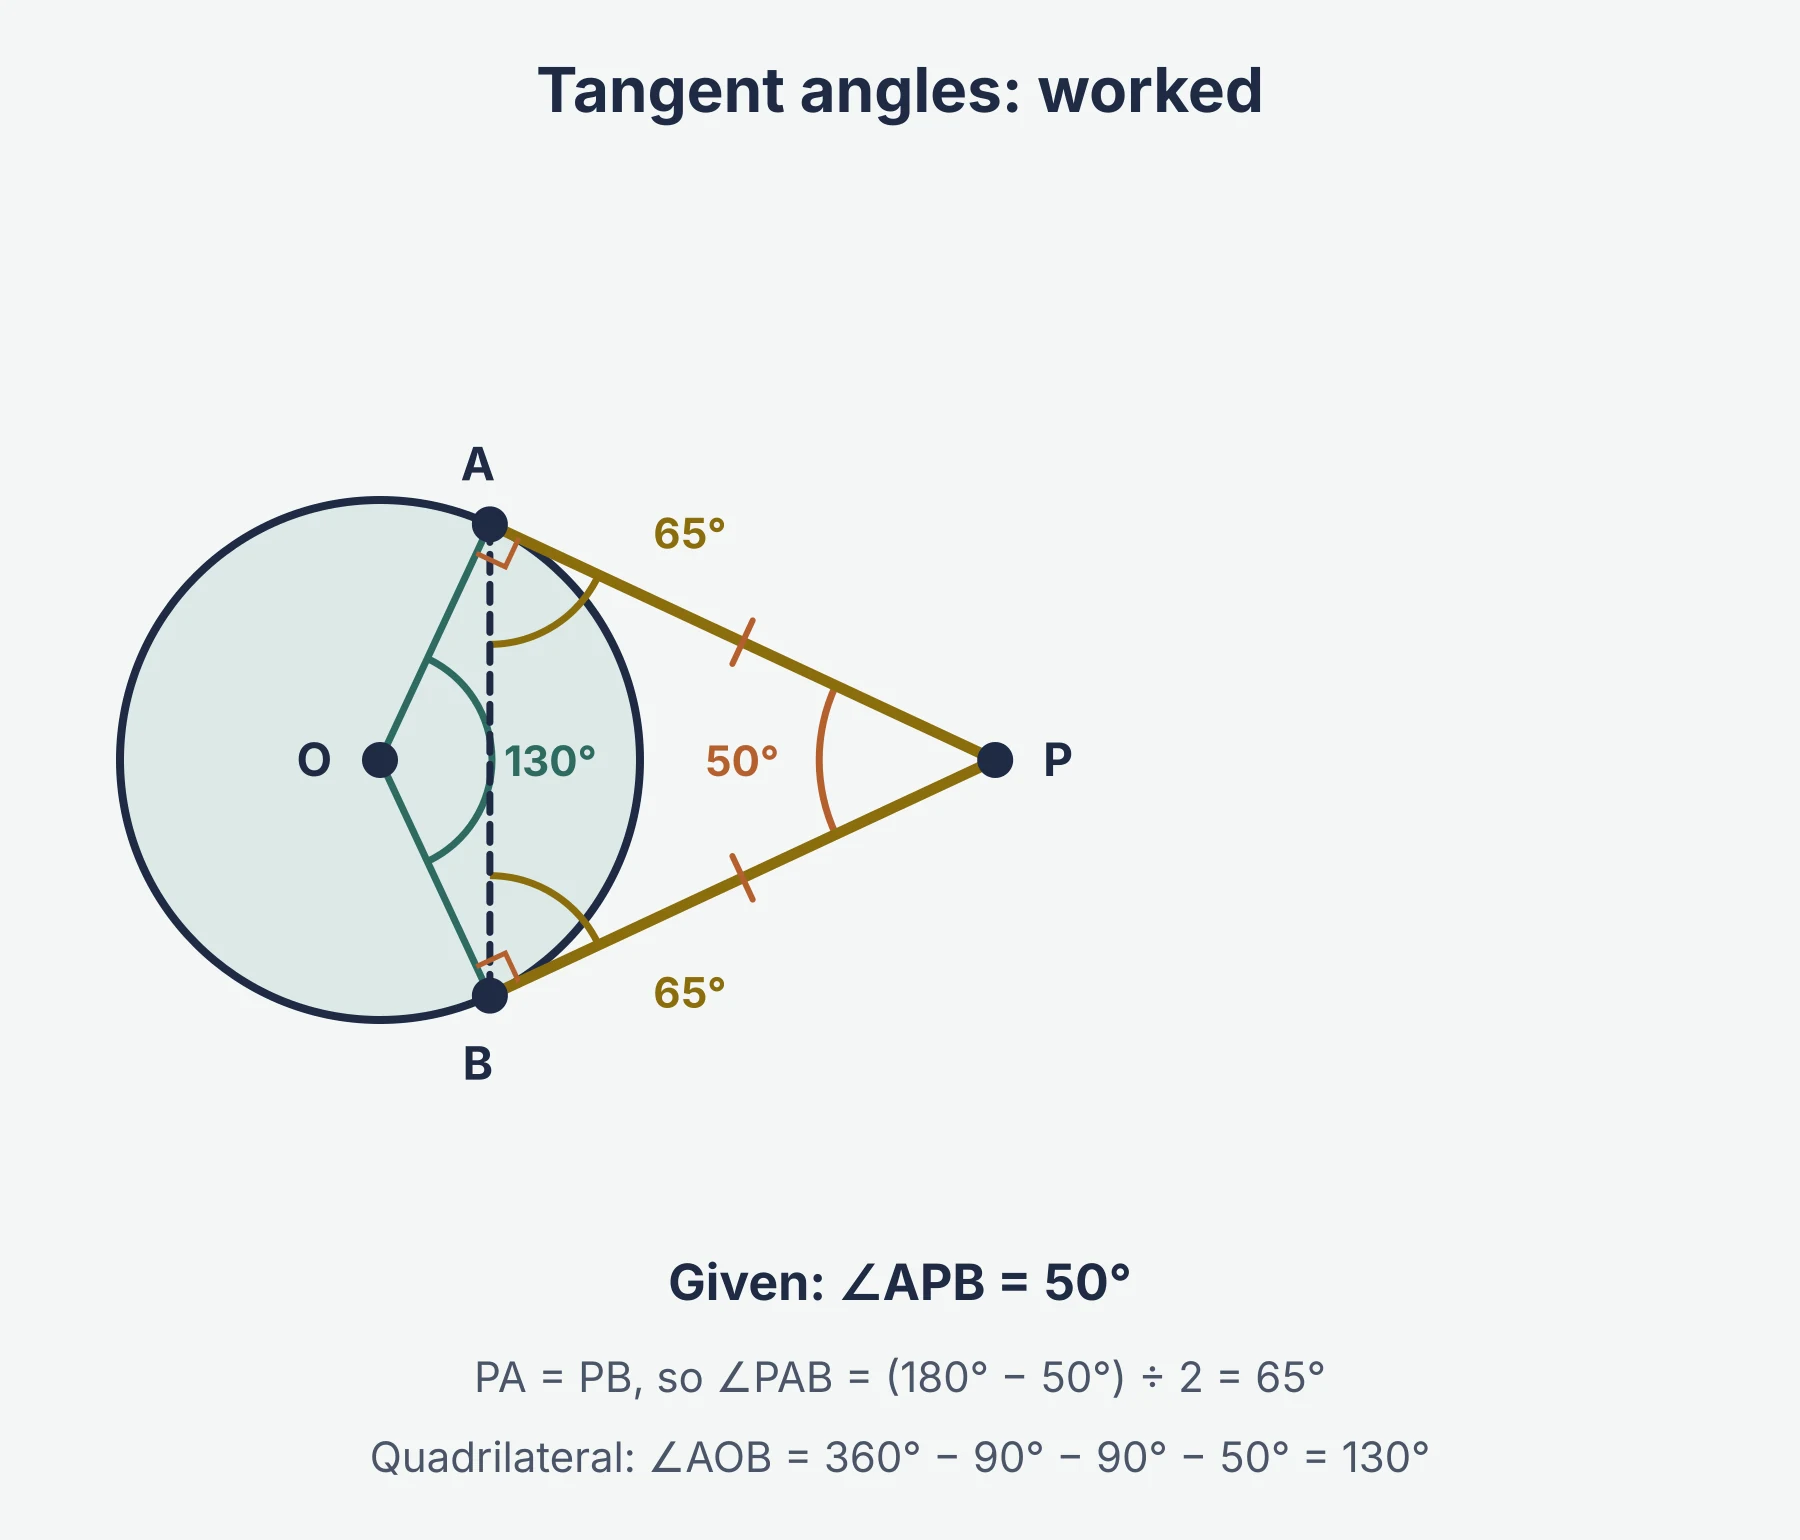 Tangent angles: worked
A
65°
O
130°
50°
P
65°
B
Given: ∠APB = 50°
PA = PB, so ∠PAB = (180° − 50°) ÷ 2 = 65°
Quadrilateral: ∠AOB = 360° − 90° − 90° − 50° = 130°